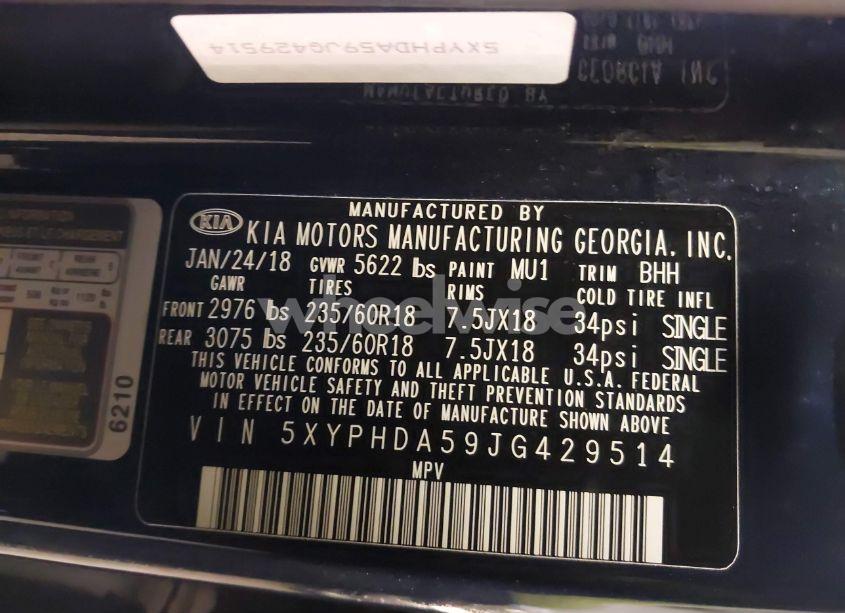 5XYPHDA59JG429514
MANUFACTURED BY
GEORGIA INC
MANUFACTURED BY
KIA KIA MOTORS MANUFACTURING GEORGIA, INC.
JAN/24/18 GVWR 5622 lbs PAINT MU1 TRIM BHH
GAWR TIRES RIMS COLD TIRE INFL
FRONT 2976 lbs 235/60R18 7.5JX18 34psi SINGLE
REAR 3075 lbs 235/60R18 7.5JX18 34psi SINGLE
THIS VEHICLE CONFORMS TO ALL APPLICABLE U.S.A. FEDERAL
MOTOR VEHICLE SAFETY AND THEFT PREVENTION STANDARDS
IN EFFECT ON THE DATE OF MANUFACTURE SHOWN ABOVE
VIN 5XYPHDA59JG429514
MPV
6210
wheelwise